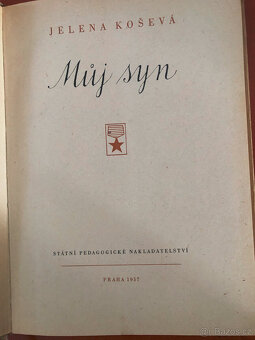 JELENA KOŠEVÁ
Můj syn
STÁTNÍ PEDAGOGICKÉ NAKLADATELSTVÍ
PRAHA 1957